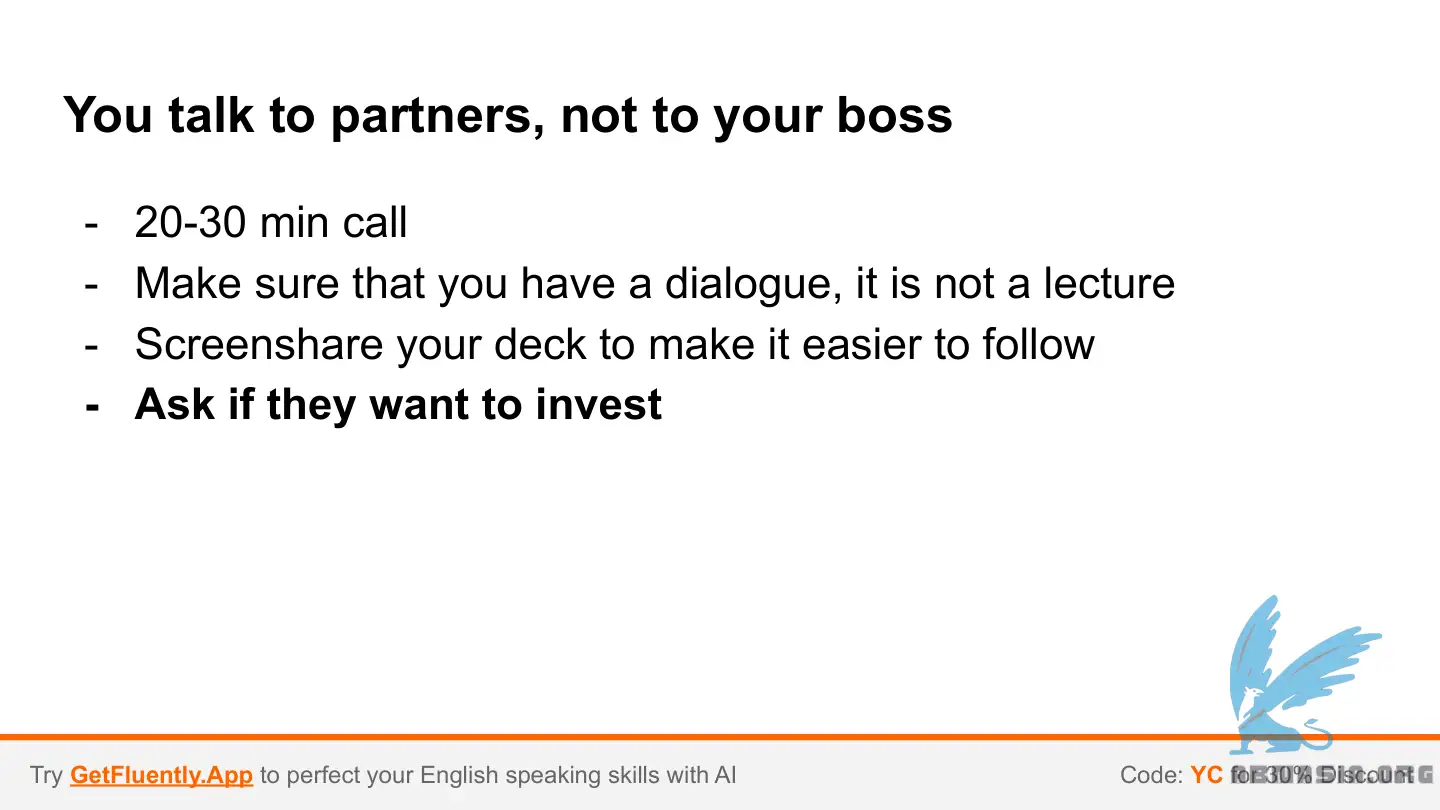 You talk to partners, not to your boss
- 20-30 min call
- Make sure that you have a dialogue, it is not a lecture
- Screenshare your deck to make it easier to follow
- Ask if they want to invest
Try GetFluently.App to perfect your English speaking skills with AI
Code: YC for 30% Discount